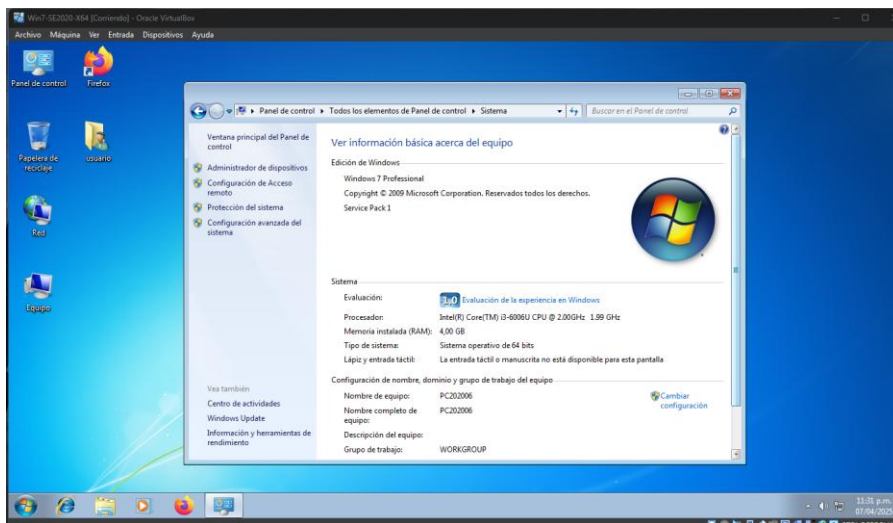 Win7-SE2020-X64 [Corriendo] - Oracle VirtualBox
Archivo Máquina Ver Entrada Dispositivos Ayuda
Panel de control
Firefox
Papelera de reciclaje
usuario
Red
Equipo
Panel de control Todos los elementos de Panel de control Sistema
Buscar en el Panel de control
Ventana principal del Panel de
control
Administrador de dispositivos
Configuración de Acceso
remoto
Protección del sistema
Configuración avanzada del
sistema
Vea también
Centro de actividades
Windows Update
Información y herramientas de
rendimiento
Ver información básica acerca del equipo
Edición de Windows
Windows 7 Professional
Copyright © 2009 Microsoft Corporation. Reservados todos los derechos.
Service Pack 1
Sistema
Evaluación: 1,0 Evaluación de la experiencia en Windows
Procesador: Intel(R) Core(TM) i3-6006U CPU @ 2.00GHz 1.99 GHz
Memoria instalada (RAM): 4,00 GB
Tipo de sistema: Sistema operativo de 64 bits
Lápiz y entrada táctil: La entrada táctil o manuscrita no está disponible para esta pantalla
Configuración de nombre, dominio y grupo de trabajo del equipo
Nombre de equipo: PC202006
Cambiar
configuración
Nombre completo de
equipo: PC202006
Descripción del equipo:
Grupo de trabajo: WORKGROUP
11:31 p.m.
07/04/2025